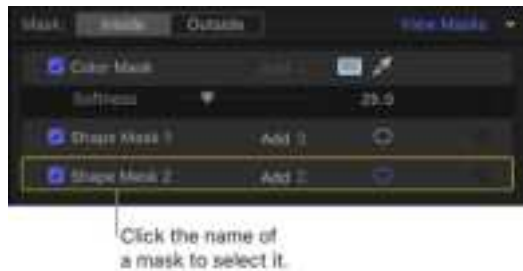 Mask: Inside Outside View Masks
Color Mask Add
Softness 25.0
Shape Mask 1 Add
Shape Mask 2 Add
Click the name of
a mask to select it.